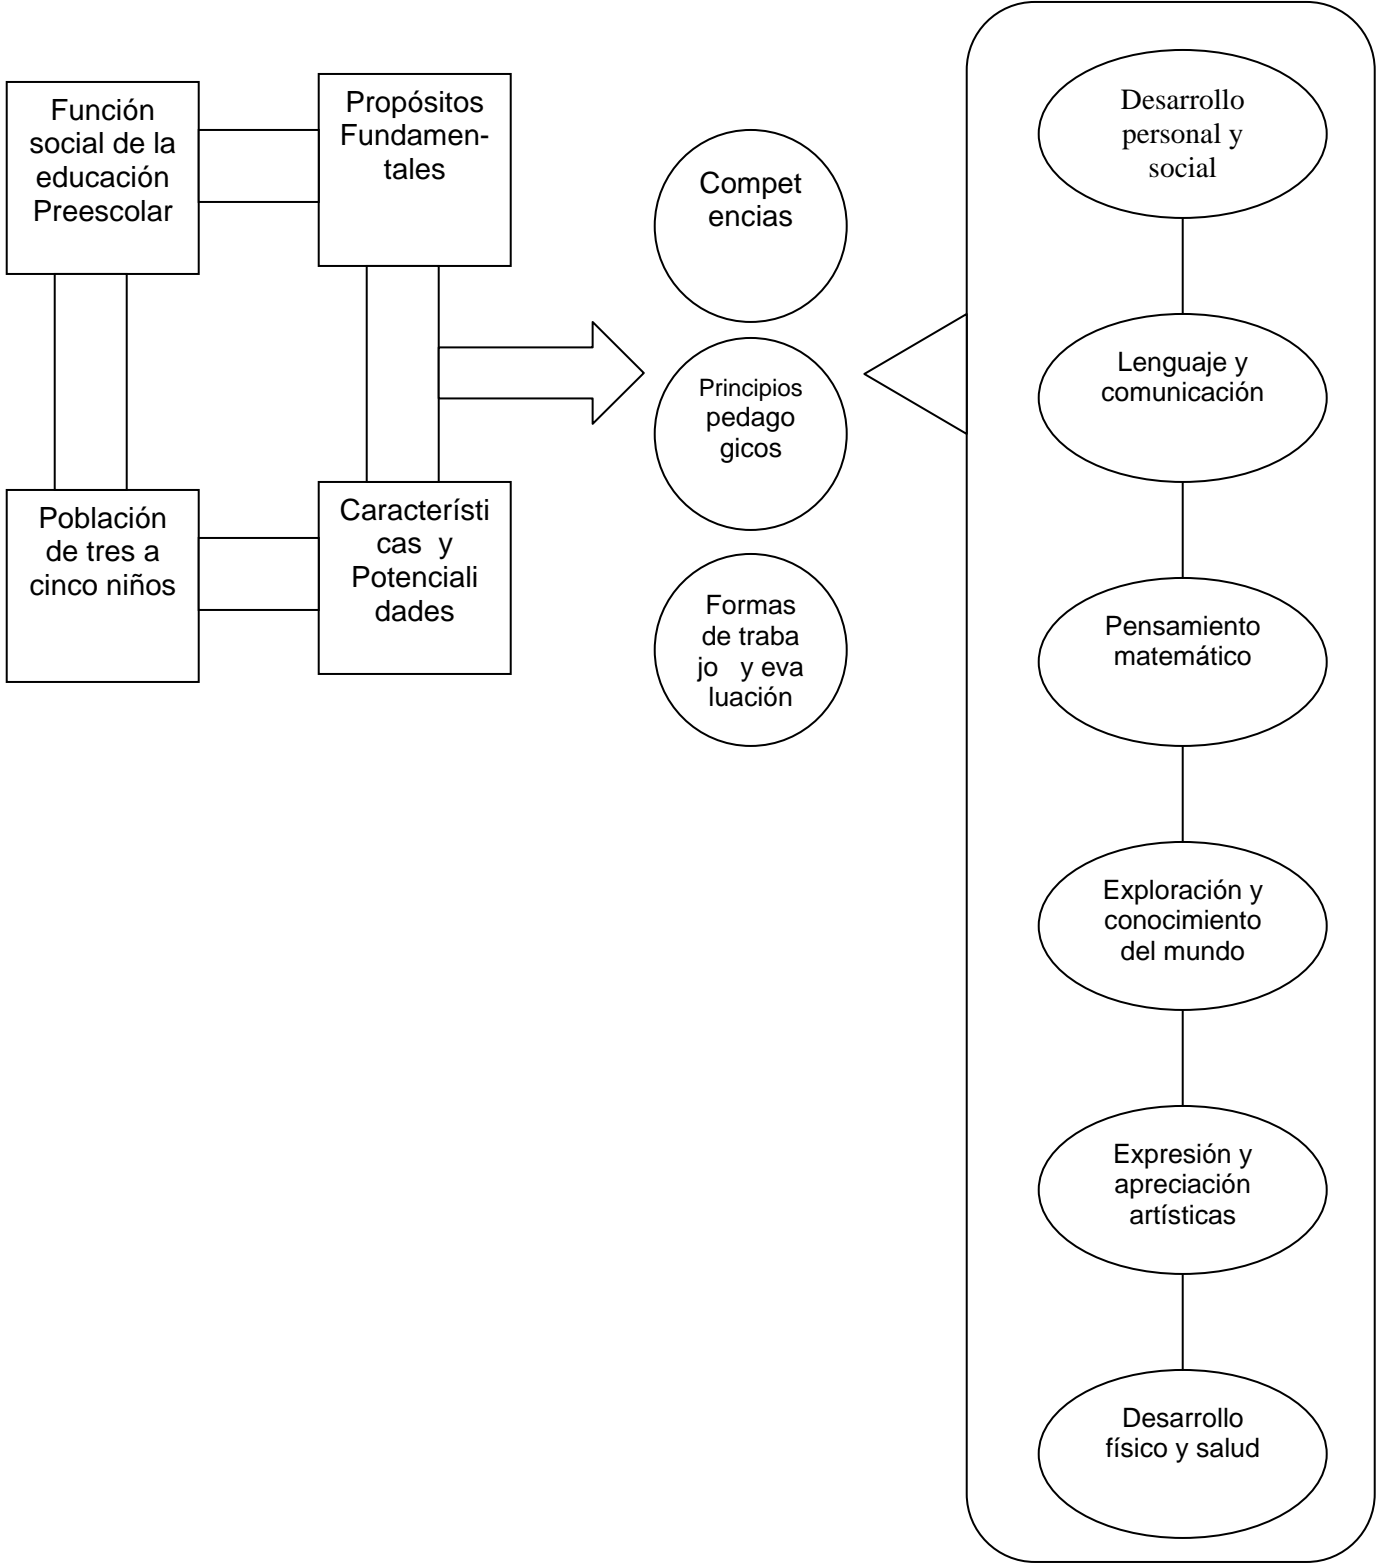 Función
social de la
educación
Preescolar
Propósitos
Fundamen-
tales
Población
de tres a
cinco niños
Característi
cas y
Potenciali
dades
Compet
encias
Principios
pedago
gicos
Formas
de traba
jo y eva
luación
Desarrollo
personal y
social
Lenguaje y
comunicación
Pensamiento
matemático
Exploración y
conocimiento
del mundo
Expresión y
apreciación
artísticas
Desarrollo
físico y salud